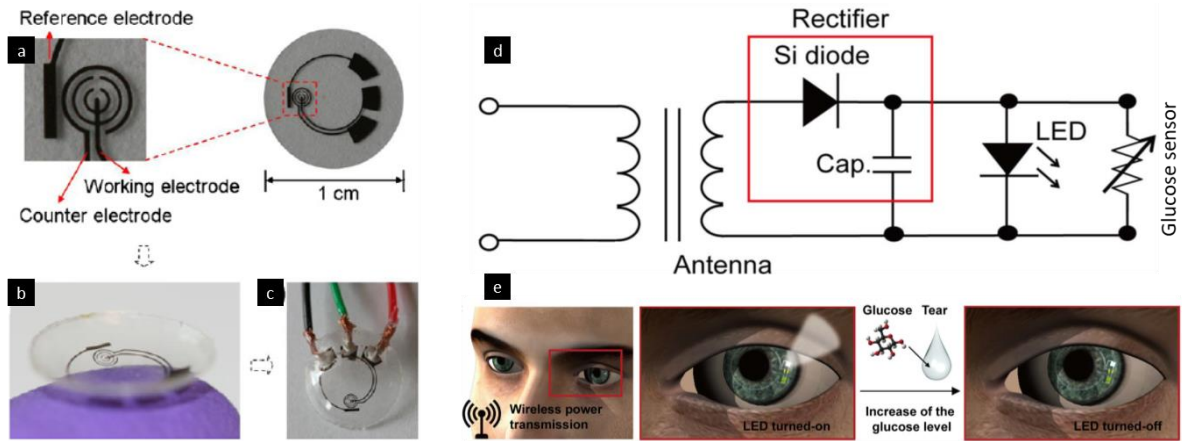 Reference electrode
a
Working electrode
Counter electrode
1 cm
b
c
d
Rectifier
Si diode
Cap.
LED
Glucose sensor
Antenna
e
Wireless power
transmission
LED turned-on
Glucose Tear
Increase of the
glucose level
LED turned-off